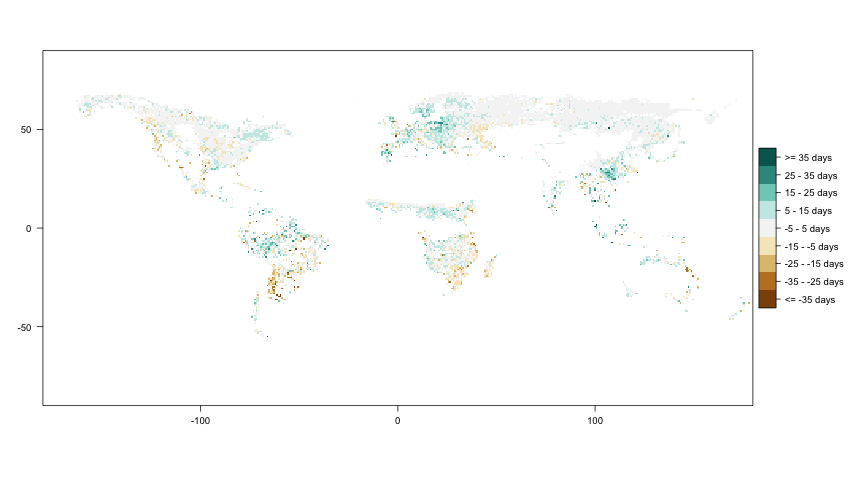 50
0
-50
-100
0
100
>= 35 days
25 - 35 days
15 - 25 days
5 - 15 days
-5 - 5 days
-15 - -5 days
-25 - -15 days
-35 - -25 days
<= -35 days